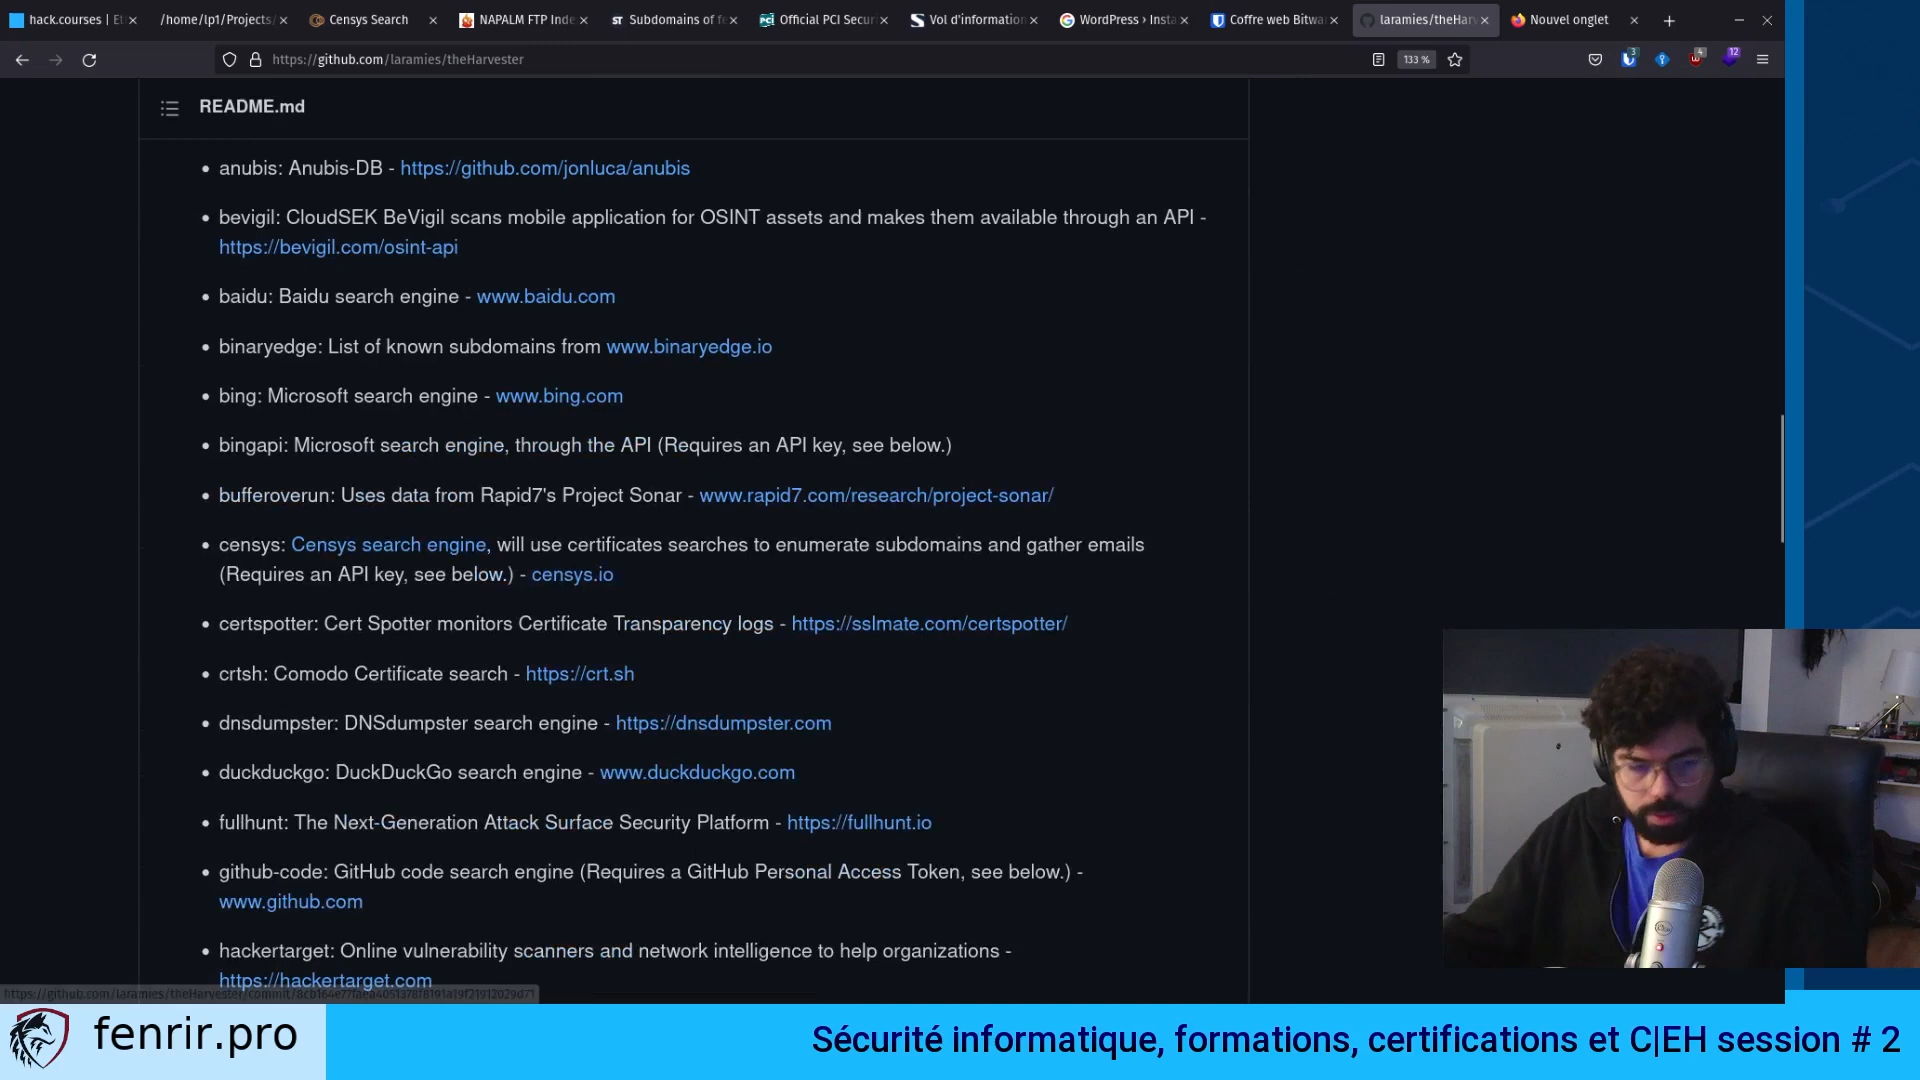 hack.courses | Et
/home/lp1/Projects/
Censys Search
NAPALM FTP Inde
ST Subdomains of fe
Official PCI Securi
Vol d'information
WordPress › Insta
Coffre web Bitwa
laramies/theHar
Nouvel onglet
https://github.com/laramies/theHarvester
133 %
3
4
12
README.md
anubis: Anubis-DB - https://github.com/jonluca/anubis
bevigil: CloudSEK BeVigil scans mobile application for OSINT assets and makes them available through an API -
https://bevigil.com/osint-api
baidu: Baidu search engine - www.baidu.com
binaryedge: List of known subdomains from www.binaryedge.io
bing: Microsoft search engine - www.bing.com
bingapi: Microsoft search engine, through the API (Requires an API key, see below.)
bufferoverun: Uses data from Rapid7's Project Sonar - www.rapid7.com/research/project-sonar/
censys: Censys search engine, will use certificates searches to enumerate subdomains and gather emails
(Requires an API key, see below.) - censys.io
certspotter: Cert Spotter monitors Certificate Transparency logs - https://sslmate.com/certspotter/
crtsh: Comodo Certificate search - https://crt.sh
dnsdumpster: DNSdumpster search engine - https://dnsdumpster.com
duckduckgo: DuckDuckGo search engine - www.duckduckgo.com
fullhunt: The Next-Generation Attack Surface Security Platform - https://fullhunt.io
github-code: GitHub code search engine (Requires a GitHub Personal Access Token, see below.) -
www.github.com
hackertarget: Online vulnerability scanners and network intelligence to help organizations -
https://hackertarget.com
fenrir.pro
Sécurité informatique, formations, certifications et C|EH session # 2